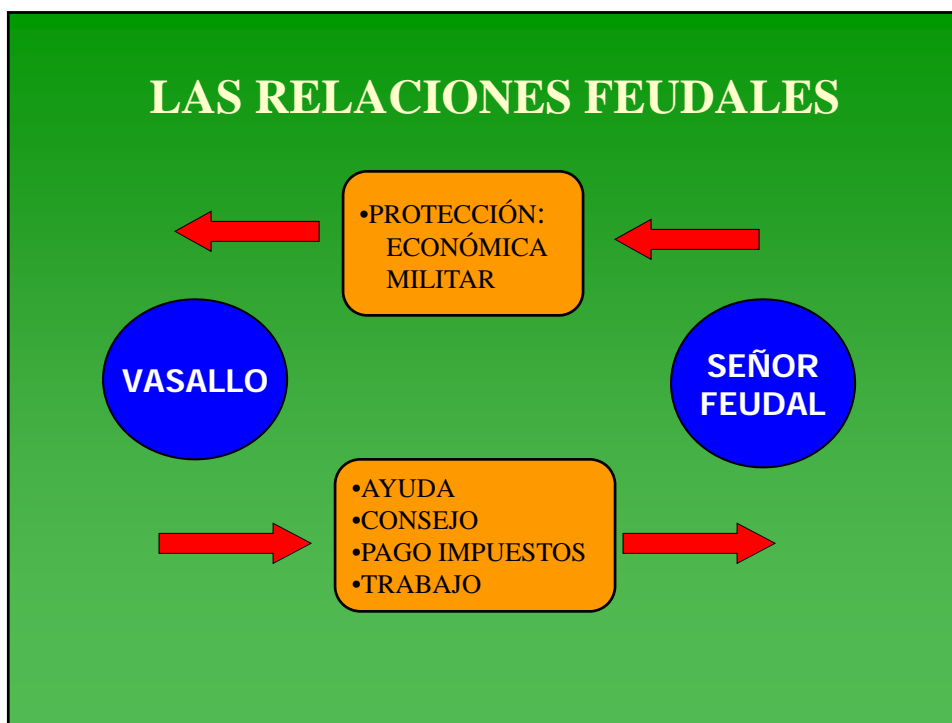 LAS RELACIONES FEUDALES
•PROTECCIÓN:
ECONÓMICA
MILITAR
VASALLO
SEÑOR
FEUDAL
•AYUDA
•CONSEJO
•PAGO IMPUESTOS
•TRABAJO